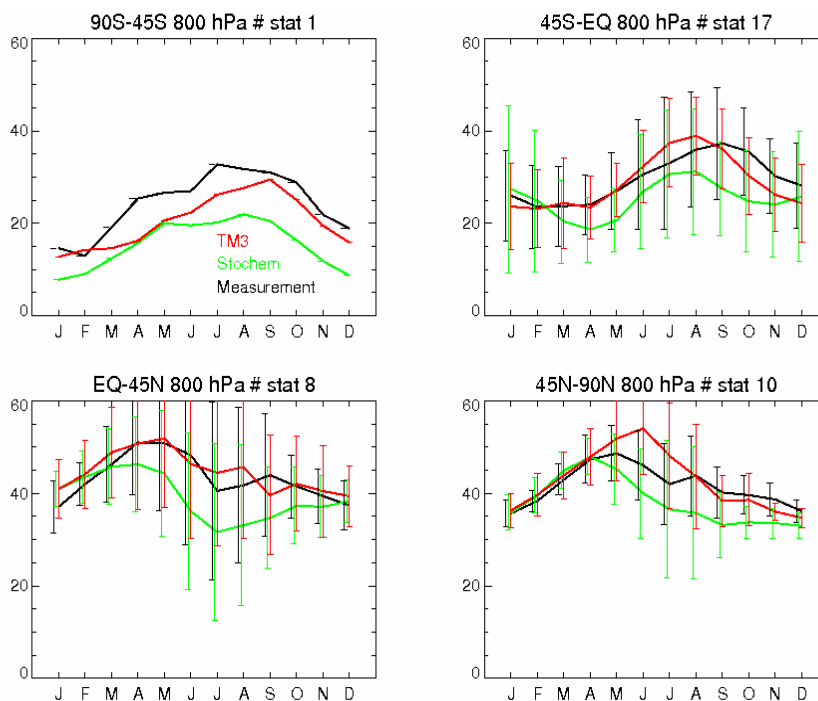 90S-45S 800 hPa # stat 1
60
40
20
0
TM3
Stochem
Measurement
J F M A M J J A S O N D
45S-EQ 800 hPa # stat 17
60
40
20
0
J F M A M J J A S O N D
EQ-45N 800 hPa # stat 8
60
40
20
0
J F M A M J J A S O N D
45N-90N 800 hPa # stat 10
60
40
20
0
J F M A M J J A S O N D